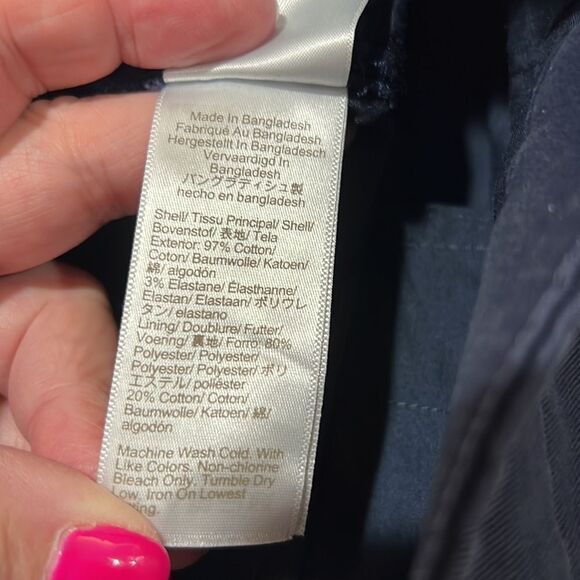 Made In Bangladesh
Fabriqué Au Bangladesh
Hergestellt In Bangladesch
Vervaardigd In
Bangladesh
バングラティシュ製
hecho en bangladesh
Shell/ Tissu Principal/ Shell/
Bovenstof/ 表地/ Tela
Exterior: 97% Cotton/
Coton/ Baumwolle/ Katoen/
綿/ algodón
3% Elastane/ Élasthanne/
Elastan/ Elastaan/ ポリウレ
タン/ elastano
Lining/ Doublure/ Futter/
Voering/ 裏地/ Forro: 80%
Polyester/ Polyester/
Polyester/ Polyester/ ポリ
エステル/ poliéster
20% Cotton/ Coton/
Baumwolle/ Katoen/ 綿/
algodón
Machine Wash Cold. With
Like Colors. Non-chlorine
Bleach Only. Tumble Dry
Low. Iron On Lowest